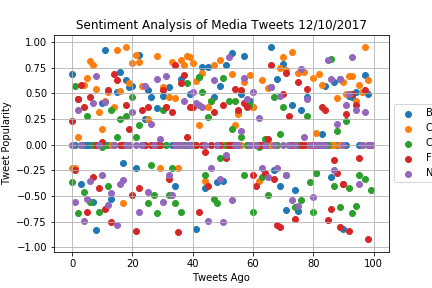 Sentiment Analysis of Media Tweets 12/10/2017
1.00
0.75
0.50
0.25
0.00
−0.25
−0.50
−0.75
−1.00
Tweet Popularity
0 20 40 60 80 100
Tweets Ago
B
C
C
F
N